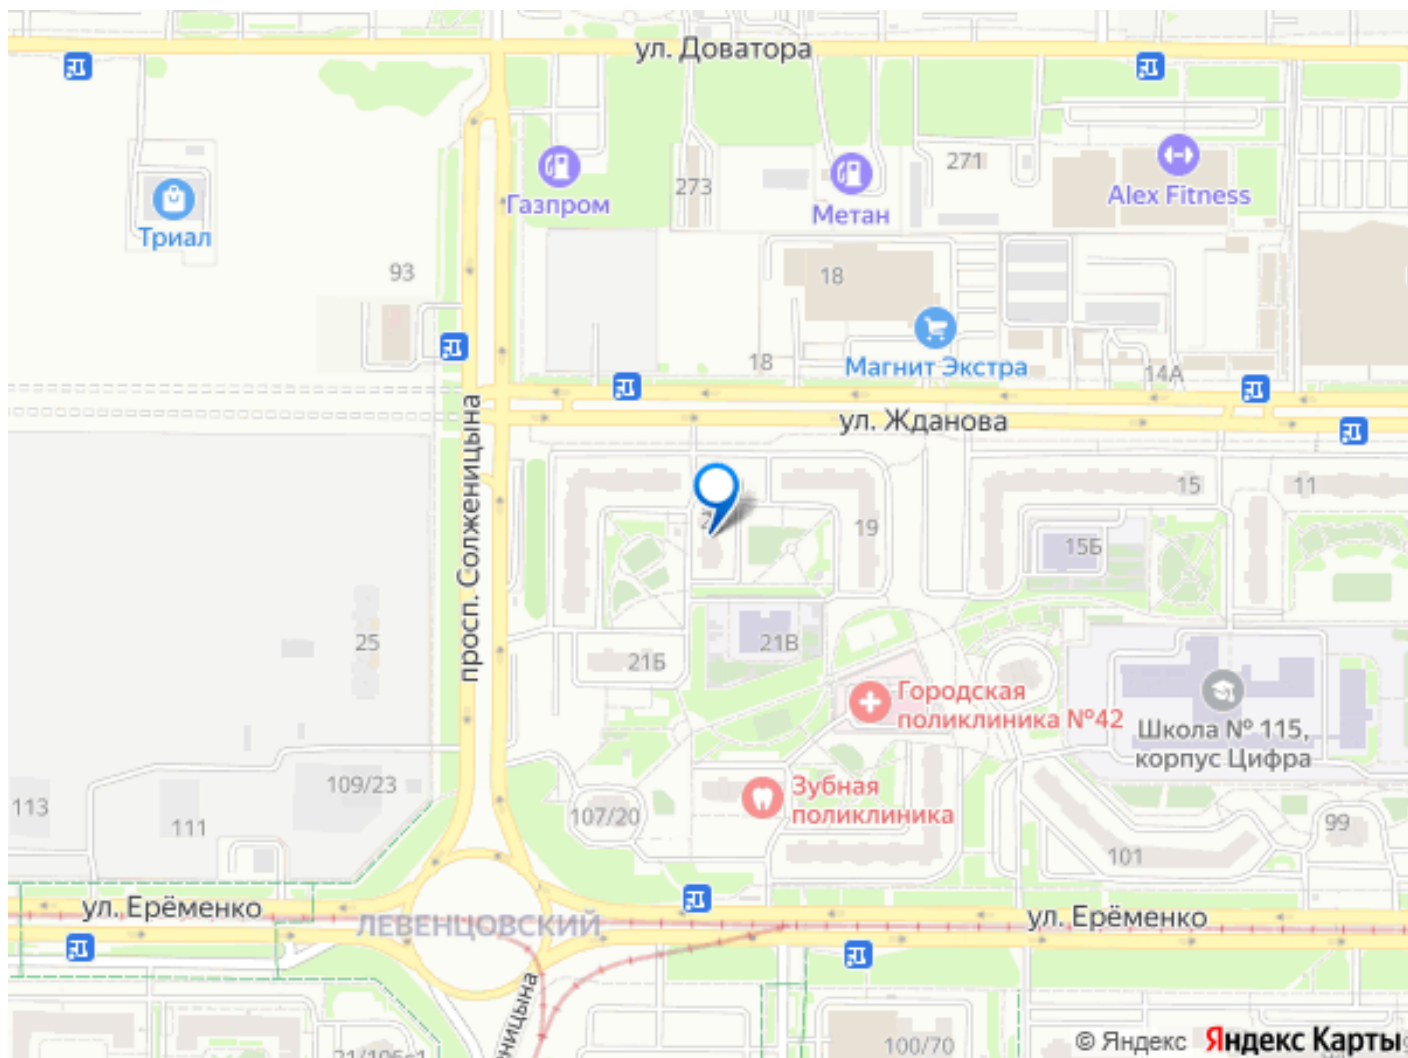 ул. Доватора
271
273
Газпром
Метан
Alex Fitness
Триал
93
18
Магнит Экстра
18
14А
ул. Жданова
просп. Солженицына
15
11
19
15Б
25
21Б
21В
Городская
поликлиника №42
Школа № 115,
корпус Цифра
109/23
Зубная
поликлиника
113
111
107/20
99
101
ул. Ерёменко
ЛЕВЕНЦОВСКИЙ
ул. Ерёменко
100/70
© Яндекс Яндекс Карты